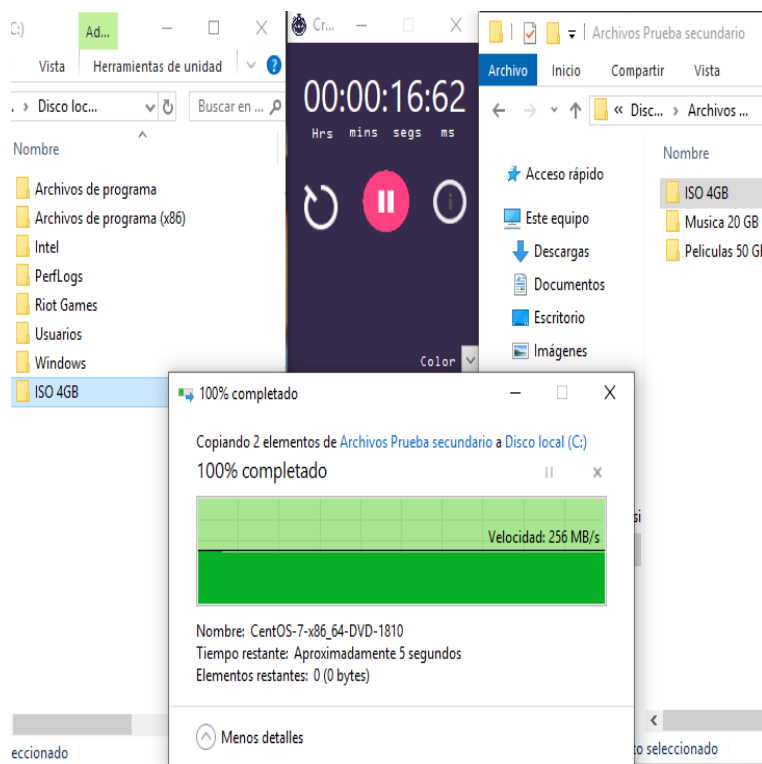 C:)
Ad...
Vista Herramientas de unidad
Disco loc...
Buscar en ...
Nombre
Archivos de programa
Archivos de programa (x86)
Intel
PerfLogs
Riot Games
Usuarios
Windows
ISO 4GB
eccionado
Cr...
00:00:16:62
Hrs mins segs ms
Color
Archivos Prueba secundario
Archivo Inicio Compartir Vista
« Disc... › Archivos ...
Acceso rápido
Este equipo
Descargas
Documentos
Escritorio
Imágenes
Nombre
ISO 4GB
Musica 20 GB
Peliculas 50 GB
si
o seleccionado
100% completado
Copiando 2 elementos de Archivos Prueba secundario a Disco local (C:)
100% completado
Velocidad: 256 MB/s
Nombre: CentOS-7-x86_64-DVD-1810
Tiempo restante: Aproximadamente 5 segundos
Elementos restantes: 0 (0 bytes)
Menos detalles